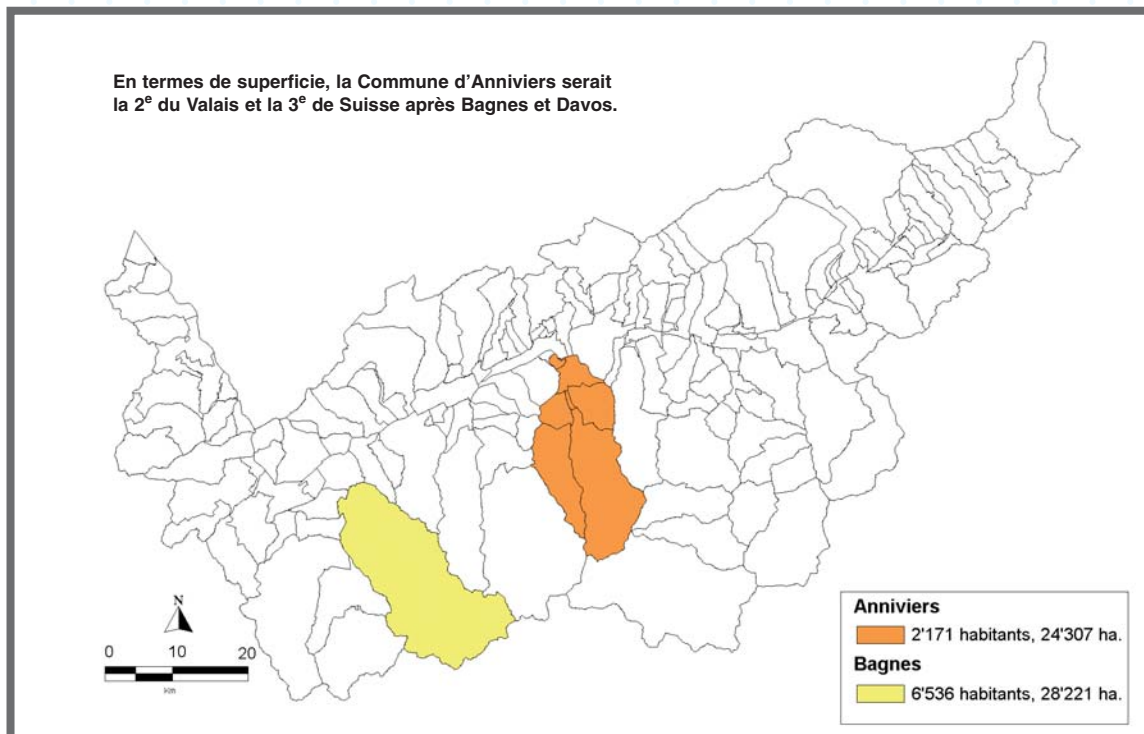 En termes de superficie, la Commune d'Anniviers serait
la 2e du Valais et la 3e de Suisse après Bagnes et Davos.
N
0 10 20
Km
Anniviers
2'171 habitants, 24'307 ha.
Bagnes
6'536 habitants, 28'221 ha.